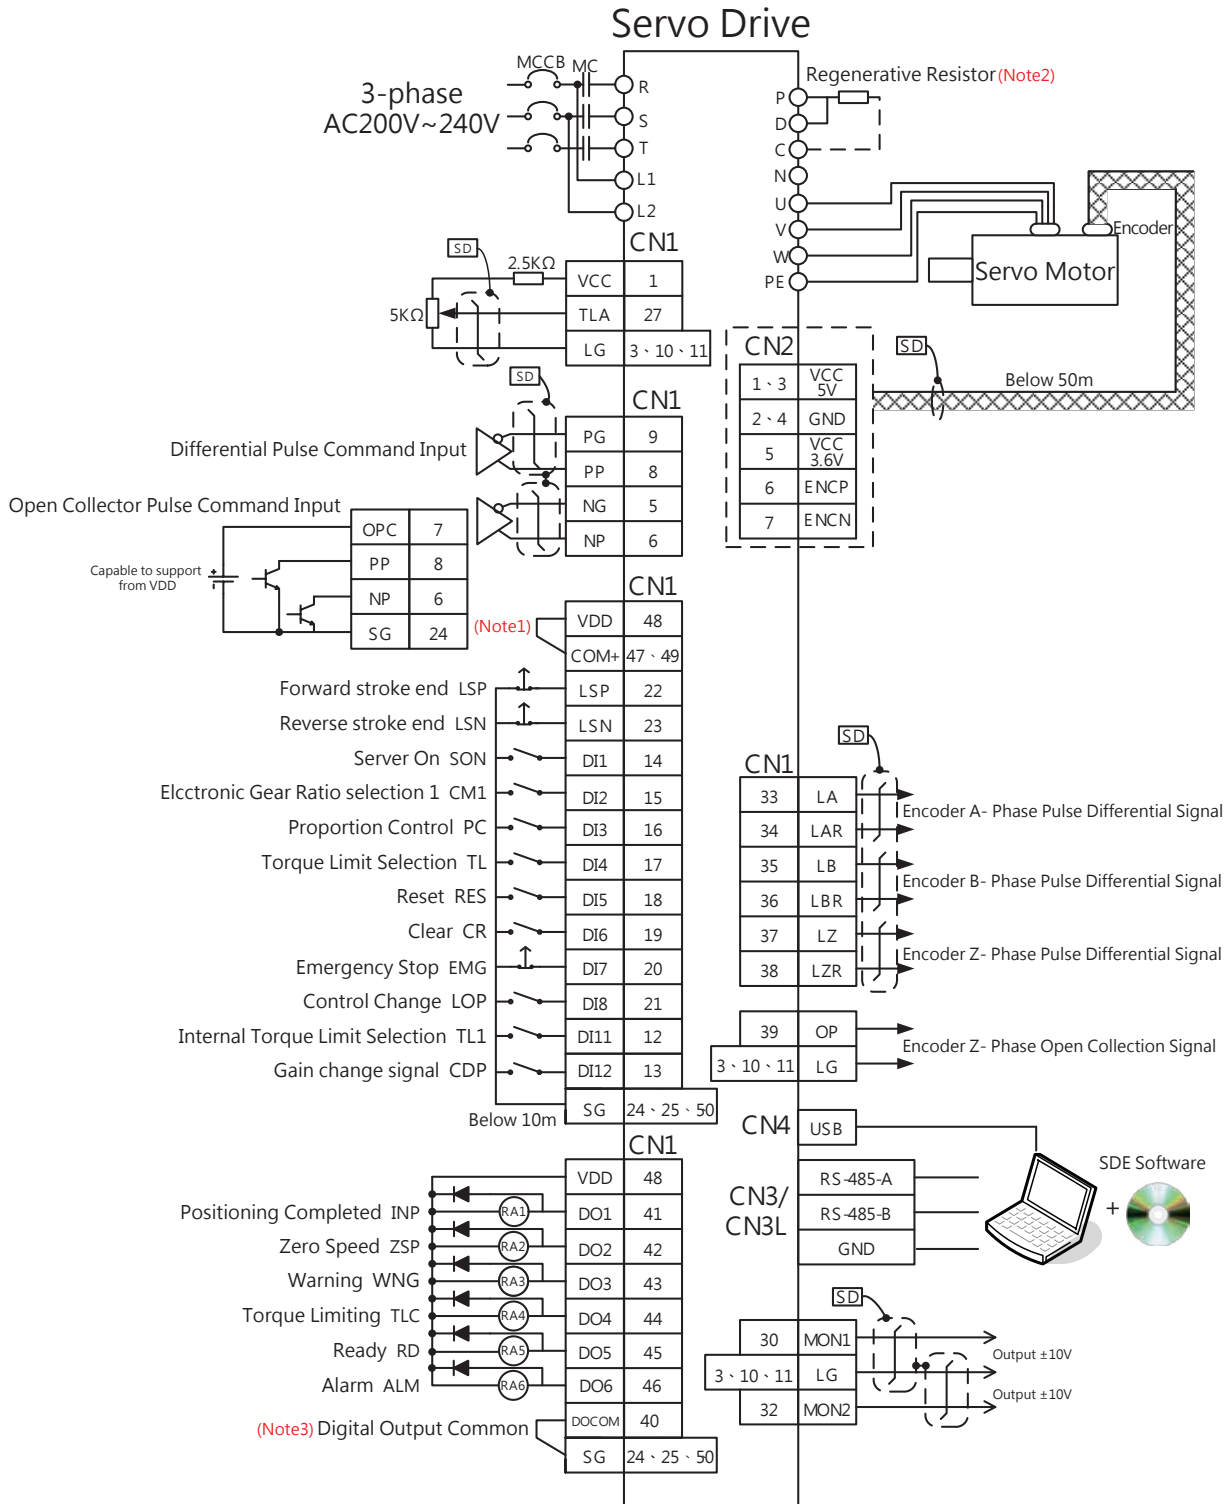 Servo Drive
MCCB MC
3-phase
AC200V~240V
R
S
T
L1
L2
Regenerative Resistor (Note2)
P
D
C
N
U
V
W
PE
Encoder
Servo Motor
CN1
SD
2.5KΩ
5KΩ
VCC 1
TLA 27
LG 3、10、11
CN2
1、3 VCC 5V
2、4 GND
5 VCC 3.6V
6 ENCP
7 ENCN
SD
Below 50m
SD
CN1
Differential Pulse Command Input
PG 9
PP 8
NG 5
NP 6
Open Collector Pulse Command Input
Capable to support
from VDD
OPC 7
PP 8
NP 6
SG 24
CN1
(Note1)
VDD 48
COM+ 47、49
Forward stroke end LSP LSP 22
Reverse stroke end LSN LSN 23
Server On SON DI1 14
Elcctronic Gear Ratio selection 1 CM1 DI2 15
Proportion Control PC DI3 16
Torque Limit Selection TL DI4 17
Reset RES DI5 18
Clear CR DI6 19
Emergency Stop EMG DI7 20
Control Change LOP DI8 21
Internal Torque Limit Selection TL1 DI11 12
Gain change signal CDP DI12 13
Below 10m SG 24、25、50
SD
CN1
33 LA
34 LAR
Encoder A- Phase Pulse Differential Signal
35 LB
36 LBR
Encoder B- Phase Pulse Differential Signal
37 LZ
38 LZR
Encoder Z- Phase Pulse Differential Signal
39 OP
3、10、11 LG
Encoder Z- Phase Open Collection Signal
CN4 USB
CN3/
CN3L
RS-485-A
RS-485-B
GND
SDE Software
+
CN1
VDD 48
Positioning Completed INP RA1 DO1 41
Zero Speed ZSP RA2 DO2 42
Warning WNG RA3 DO3 43
Torque Limiting TLC RA4 DO4 44
Ready RD RA5 DO5 45
Alarm ALM RA6 DO6 46
(Note3) Digital Output Common DOCOM 40
SG 24、25、50
SD
30 MON1
Output ±10V
3、10、11 LG
Output ±10V
32 MON2